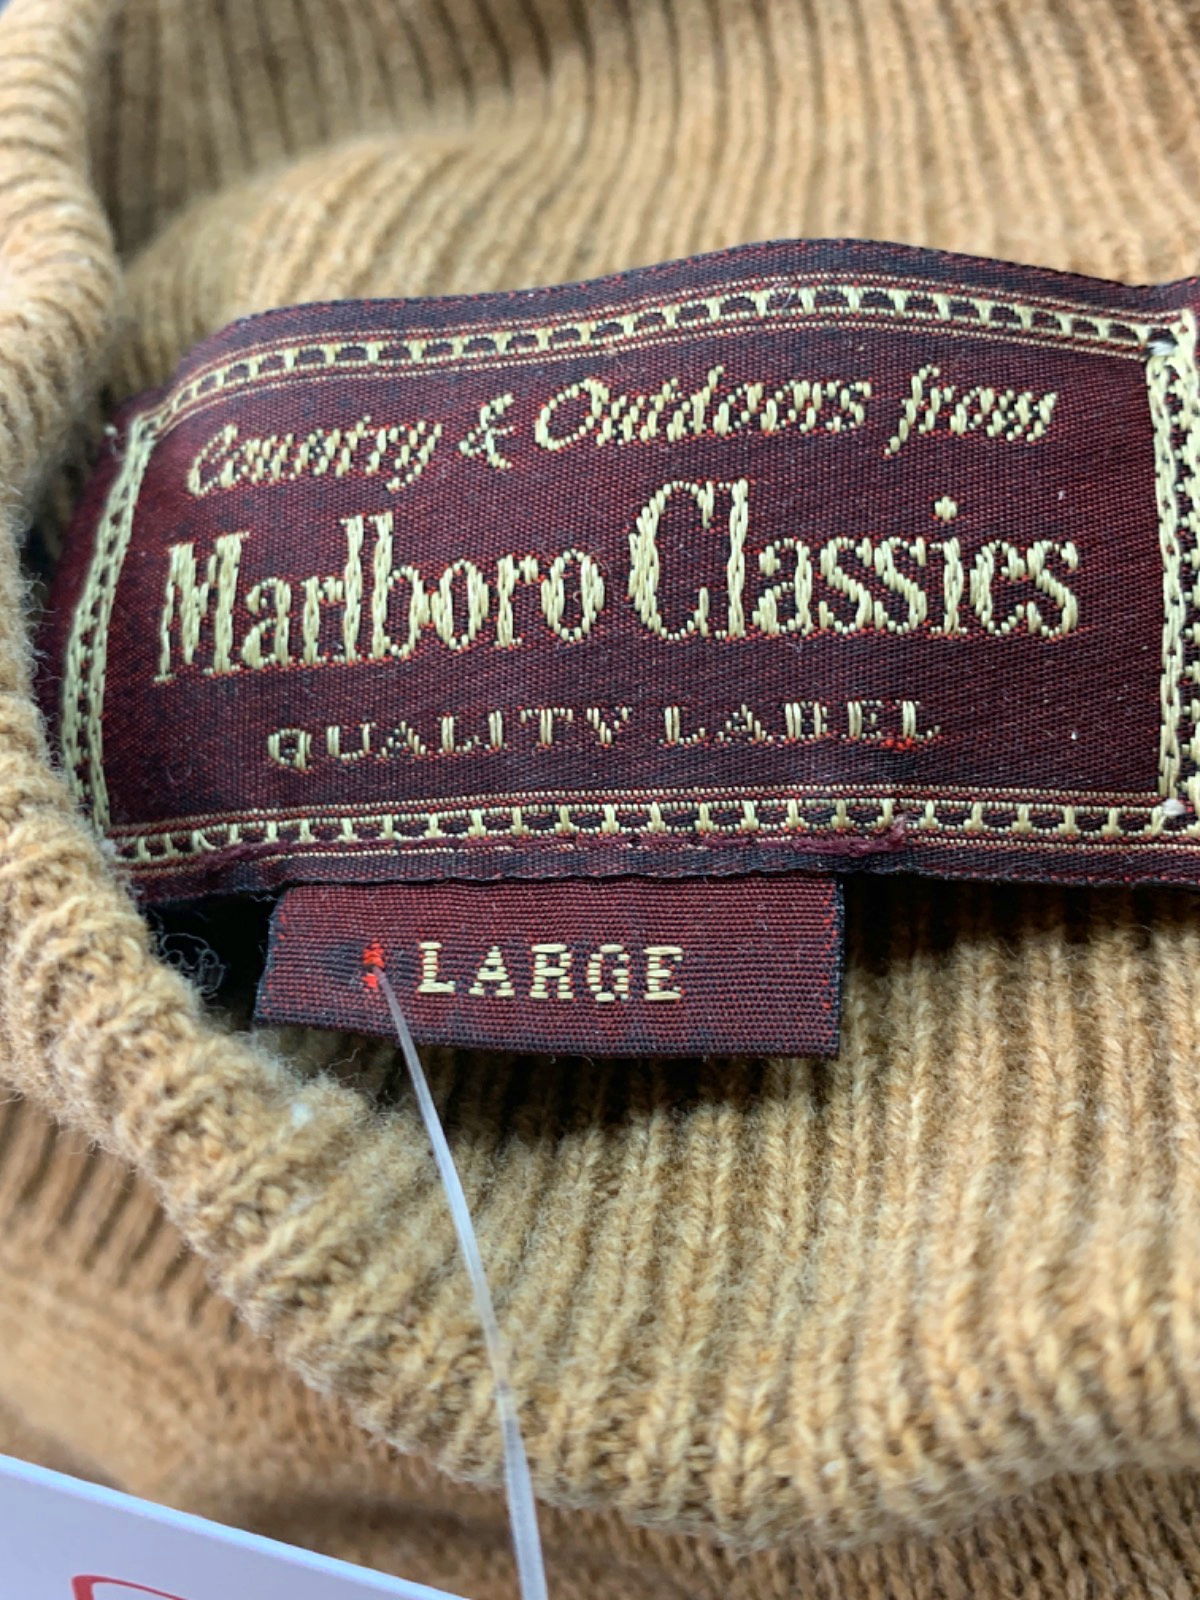 Country & Outdoors from
Marlboro Classics
QUALITY LABEL
LARGE